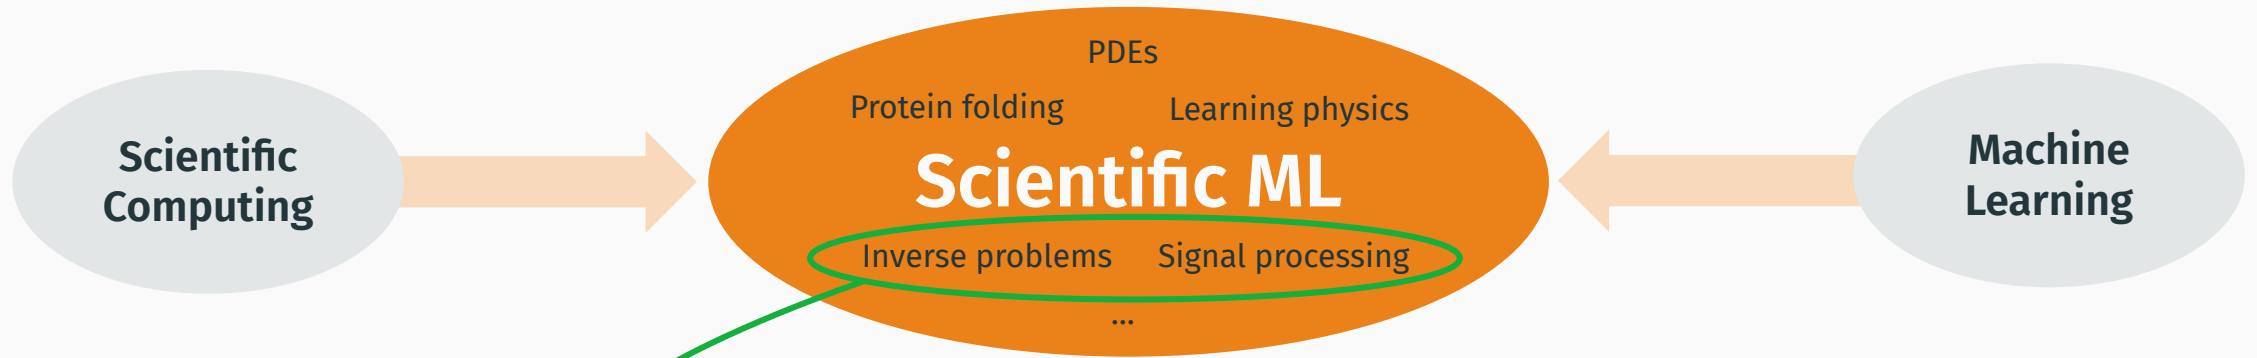 PDEs
Protein folding
Learning physics
Scientific
Computing
Scientific ML
Machine
Learning
Inverse problems
Signal processing
...